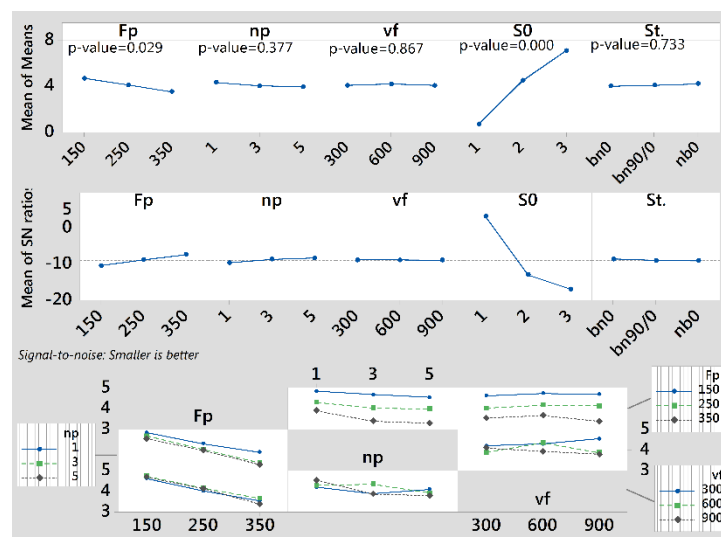 Fp np vf S0 St.
p-value=0.029 p-value=0.377 p-value=0.867 p-value=0.000 p-value=0.733
Mean of Means
8
4
0
150 250 350 1 3 5 300 600 900 1 2 3 bn0 bn90/0 nb0
Fp np vf S0 St.
Mean of SN ratios
5
0
-10
-20
150 250 350 1 3 5 300 600 900 1 2 3 bn0 bn90/0 nb0
Signal-to-noise: Smaller is better
1 3 5
5
4
3
Fp
Fp
150
250
350
np
1
3
5
np
5
4
3
5
4
3
vf
vf
300
600
900
150 250 350
300 600 900